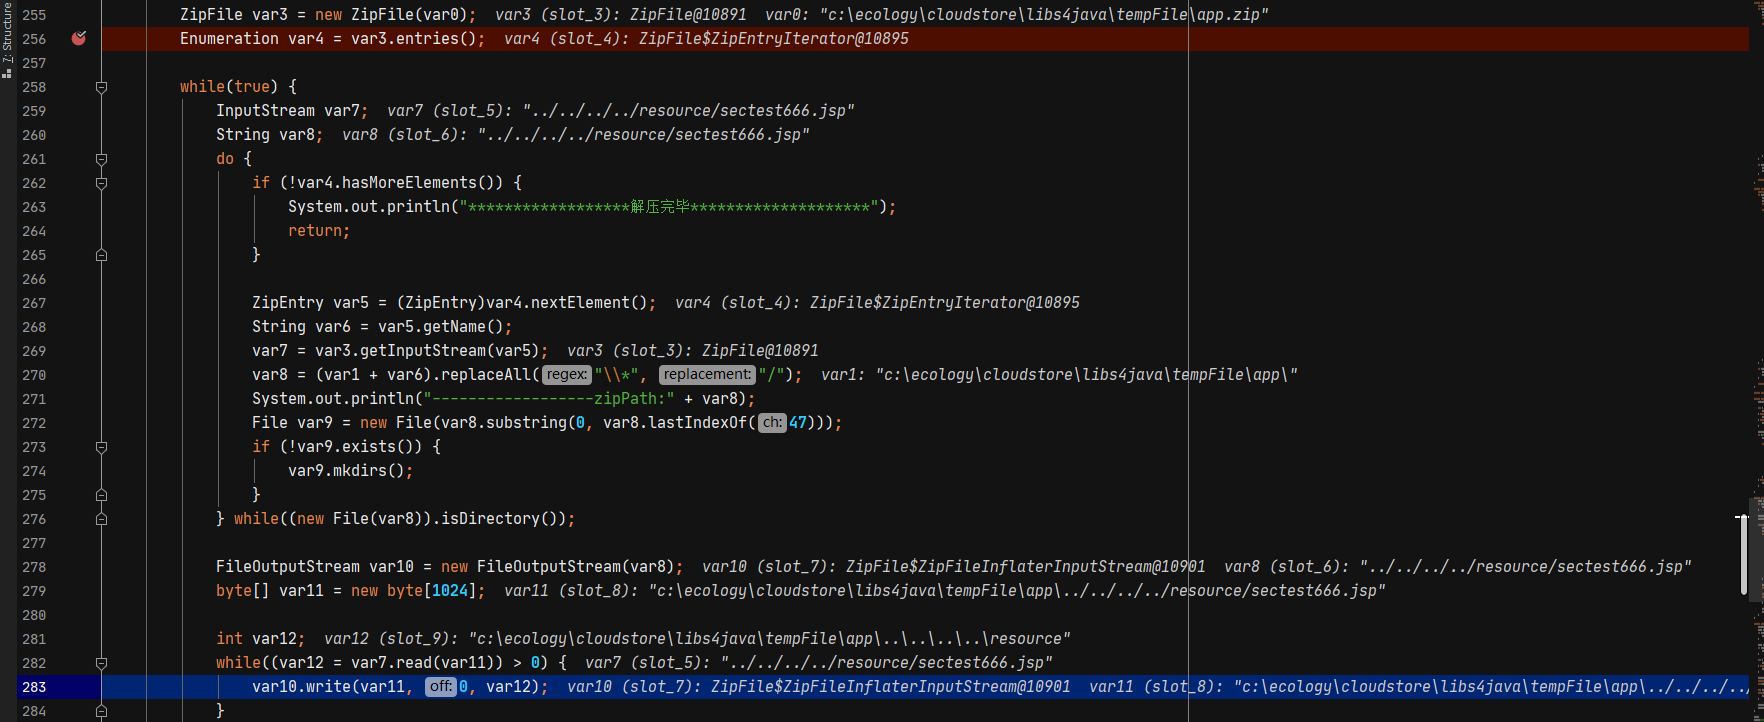 7: Structure
255 ZipFile var3 = new ZipFile(var0); var3 (slot_3): ZipFile@10891 var0: "c:\ecology\cloudstore\libs4java\tempFile\app.zip"
256 Enumeration var4 = var3.entries(); var4 (slot_4): ZipFile$ZipEntryIterator@10895
257
258 while(true) {
259 InputStream var7; var7 (slot_5): "../../../../resource/sectest666.jsp"
260 String var8; var8 (slot_6): "../../../../resource/sectest666.jsp"
261 do {
262 if (!var4.hasMoreElements()) {
263 System.out.println("******************解压完毕********************");
264 return;
265 }
266
267 ZipEntry var5 = (ZipEntry)var4.nextElement(); var4 (slot_4): ZipFile$ZipEntryIterator@10895
268 String var6 = var5.getName();
269 var7 = var3.getInputStream(var5); var3 (slot_3): ZipFile@10891
270 var8 = (var1 + var6).replaceAll( regex: "\\*", replacement: "/"); var1: "c:\ecology\cloudstore\libs4java\tempFile\app\"
271 System.out.println("------------------zipPath:" + var8);
272 File var9 = new File(var8.substring(0, var8.lastIndexOf( ch: 47)));
273 if (!var9.exists()) {
274 var9.mkdirs();
275 }
276 } while((new File(var8)).isDirectory());
277
278 FileOutputStream var10 = new FileOutputStream(var8); var10 (slot_7): ZipFile$ZipFileInflaterInputStream@10901 var8 (slot_6): "../../../../resource/sectest666.jsp"
279 byte[] var11 = new byte[1024]; var11 (slot_8): "c:\ecology\cloudstore\libs4java\tempFile\app\../../../../resource/sectest666.jsp"
280
281 int var12; var12 (slot_9): "c:\ecology\cloudstore\libs4java\tempFile\app\..\..\..\..\resource"
282 while((var12 = var7.read(var11)) > 0) { var7 (slot_5): "../../../../resource/sectest666.jsp"
283 var10.write(var11, off: 0, var12); var10 (slot_7): ZipFile$ZipFileInflaterInputStream@10901 var11 (slot_8): "c:\ecology\cloudstore\libs4java\tempFile\app\../../../../
284 }